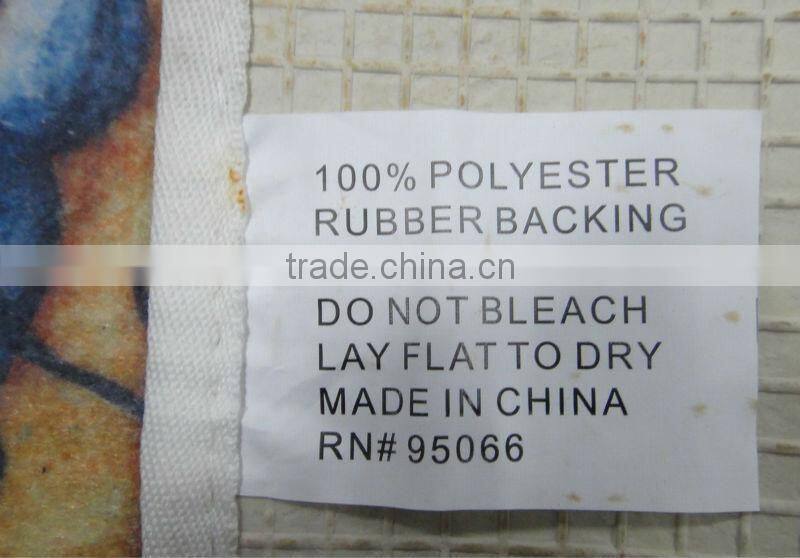 100% POLYESTER
RUBBER BACKING
trade.china.cn
DO NOT BLEACH
LAY FLAT TO DRY
MADE IN CHINA
RN# 95066